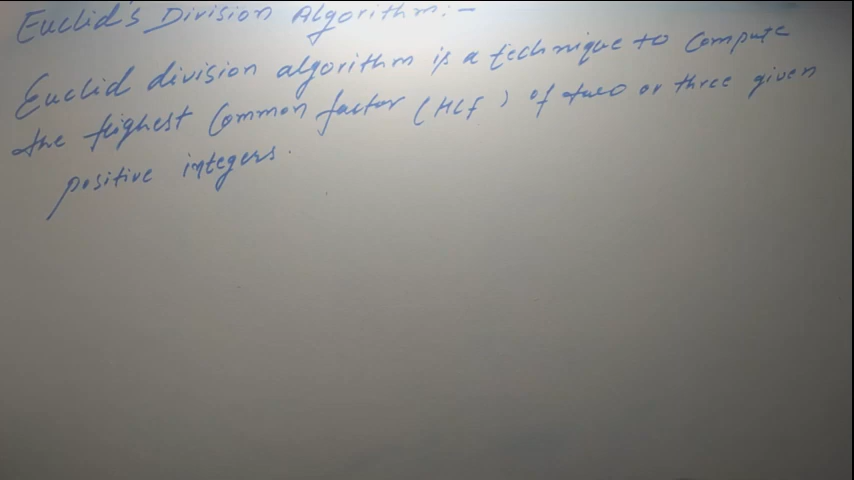 Euclid's Division Algorithm:-
Euclid division algorithm is a technique to compute
the Highest Common factor (HCf) of two or three given
positive integers.